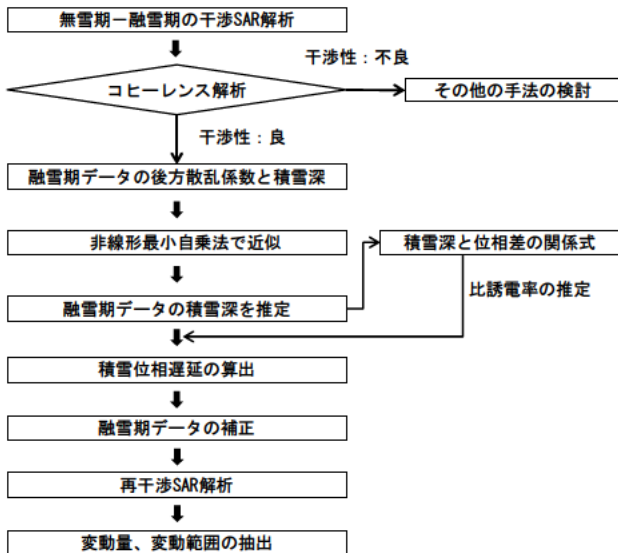 無雪期－融雪期の干渉SAR解析
干渉性：不良
コヒーレンス解析
その他の手法の検討
干渉性：良
融雪期データの後方散乱係数と積雪深
非線形最小自乗法で近似
積雪深と位相差の関係式
比誘電率の推定
融雪期データの積雪深を推定
積雪位相遅延の算出
融雪期データの補正
再干渉SAR解析
変動量、変動範囲の抽出